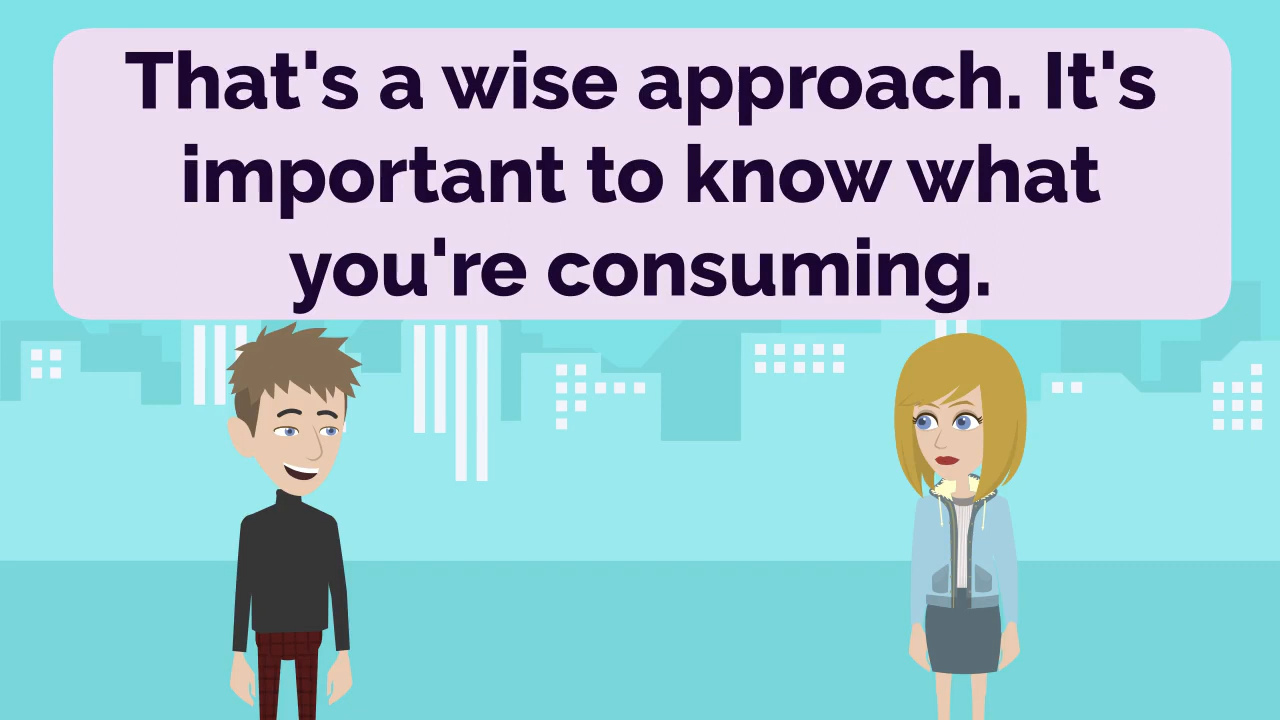 That's a wise approach. It's
important to know what
you're consuming.